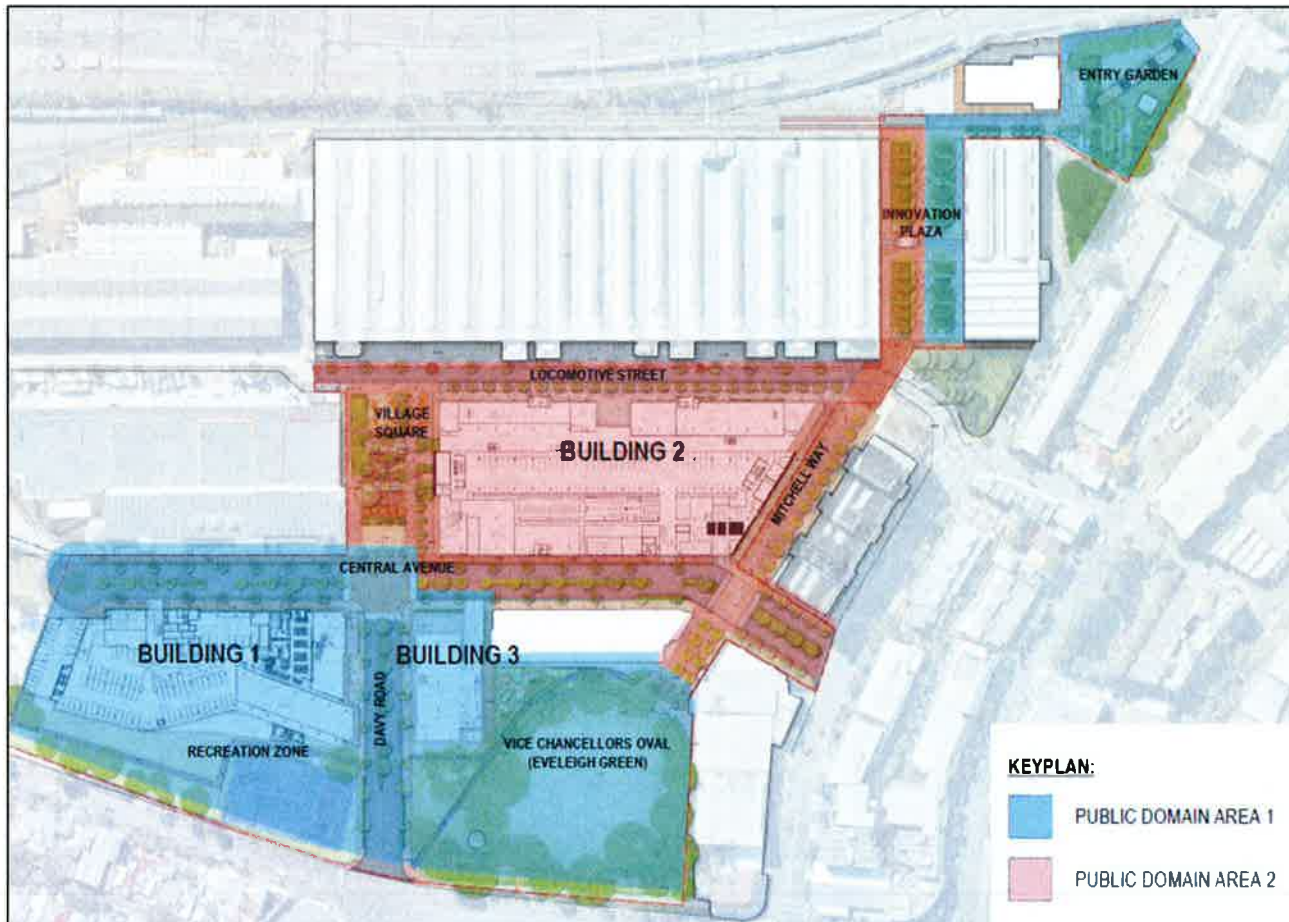 ENTRY GARDEN
INNOVATION
PLAZA
LOCOMOTIVE STREET
VILLAGE
SQUARE
BUILDING 2
MITCHELL WAY
CENTRAL AVENUE
BUILDING 1
BUILDING 3
DAVY ROAD
RECREATION ZONE
VICE CHANCELLORS OVAL
(EVELEIGH GREEN)
KEYPLAN:
PUBLIC DOMAIN AREA 1
PUBLIC DOMAIN AREA 2